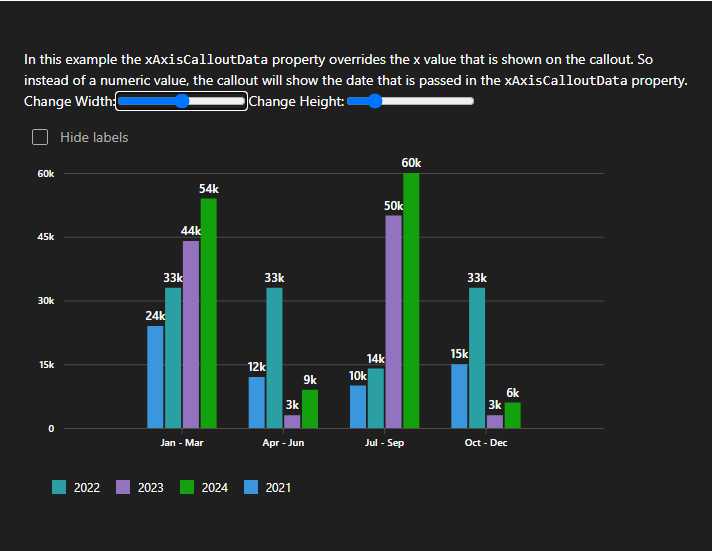 In this example the xAxisCalloutData property overrides the x value that is shown on the callout. So
instead of a numeric value, the callout will show the date that is passed in the xAxisCalloutData property.
Change Width: Change Height:
Hide labels
60k
45k
30k
15k
0
24k 33k 44k 54k
12k 33k 3k 9k
10k 14k 50k 60k
15k 33k 3k 6k
Jan - Mar Apr - Jun Jul - Sep Oct - Dec
2022 2023 2024 2021